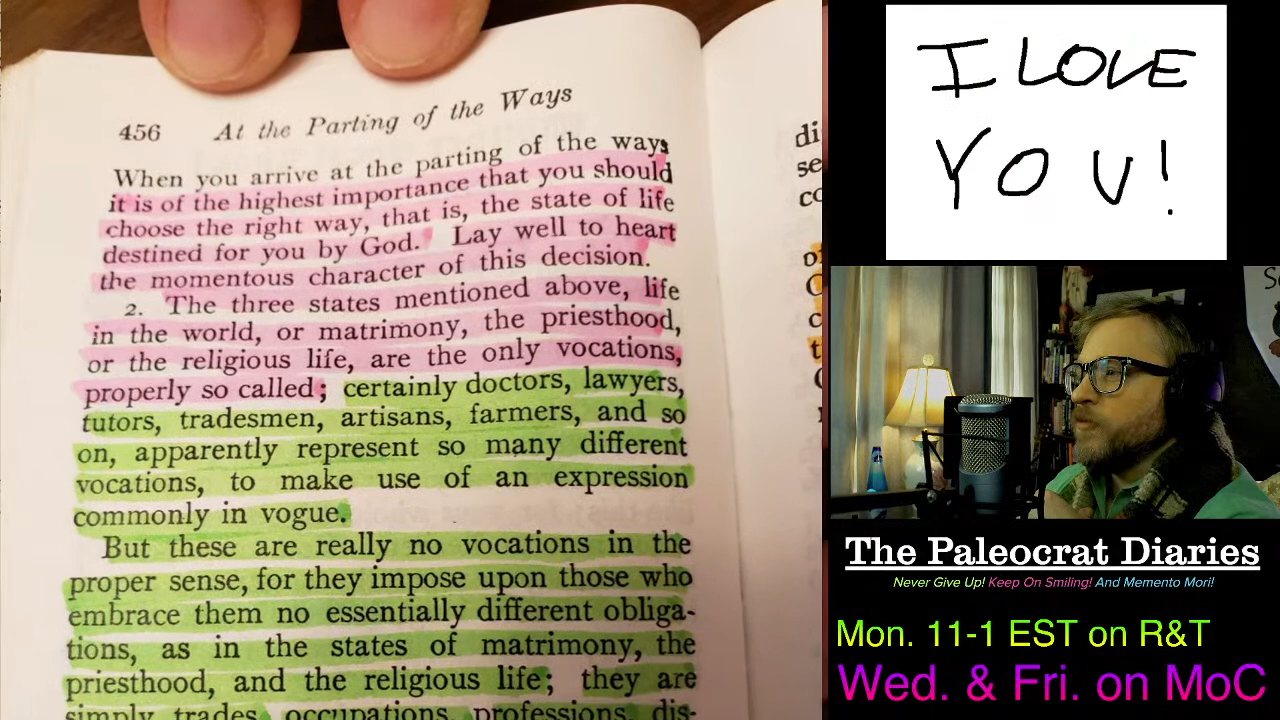 456 At the Parting of the Ways
When you arrive at the parting of the ways
it is of the highest importance that you should
choose the right way, that is, the state of life
destined for you by God. Lay well to heart
the momentous character of this decision.
2. The three states mentioned above, life
in the world, or matrimony, the priesthood,
or the religious life, are the only vocations,
properly so called; certainly doctors, lawyers,
tutors, tradesmen, artisans, farmers, and so
on, apparently represent so many different
vocations, to make use of an expression
commonly in vogue.
But these are really no vocations in the
proper sense, for they impose upon those who
embrace them no essentially different obliga-
tions, as in the states of matrimony, the
priesthood, and the religious life; they are
simply trades, occupations, professions, dis-
di
se
co
I LOVE
YOU!
The Paleocrat Diaries
Never Give Up! Keep On Smiling! And Memento Mori!
Mon. 11-1 EST on R&T
Wed. & Fri. on MoC